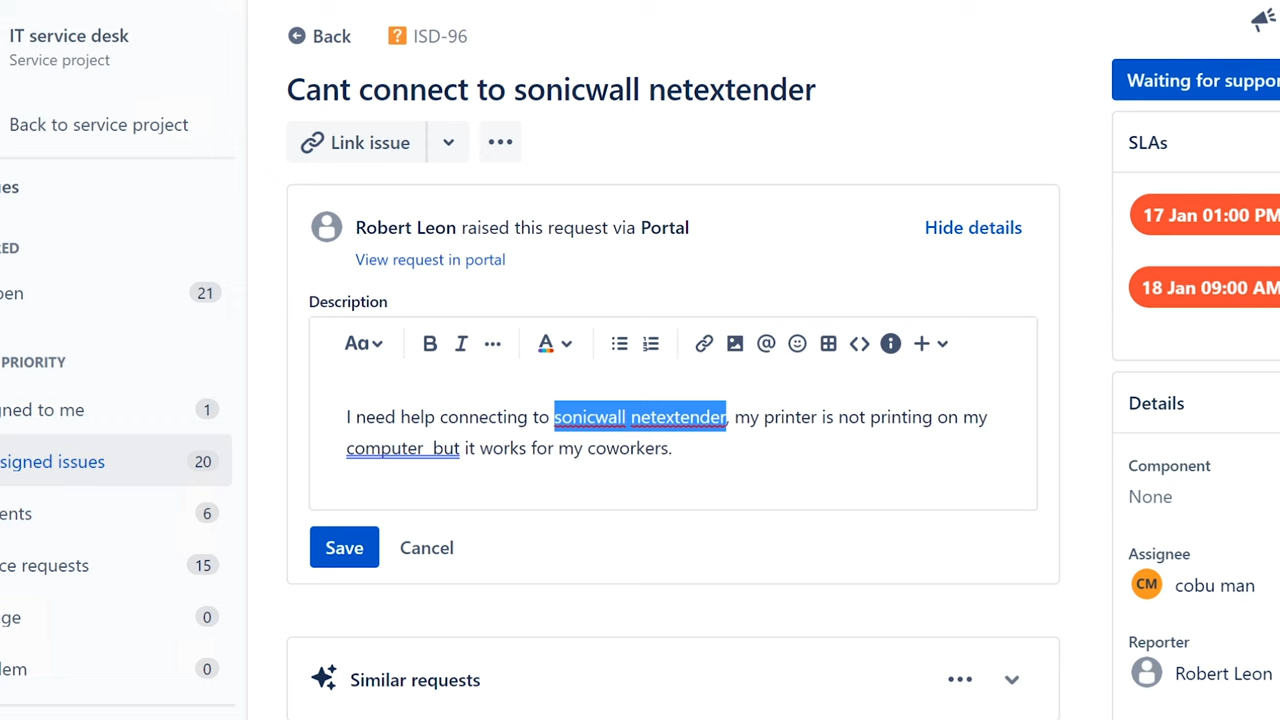 IT service desk
Service project
Back to service project
es
ED
en 21
PRIORITY
ned to me 1
signed issues 20
ents 6
ce requests 15
ge 0
lem 0
Back
? ISD-96
Cant connect to sonicwall netextender
Link issue
Robert Leon raised this request via Portal
Hide details
View request in portal
Description
Aa B I A @ <> i +
I need help connecting to sonicwall netextender, my printer is not printing on my
computer but it works for my coworkers.
Save Cancel
Similar requests
Waiting for suppor
SLAs
17 Jan 01:00 PM
18 Jan 09:00 AM
Details
Component
None
Assignee
CM cobu man
Reporter
Robert Leon